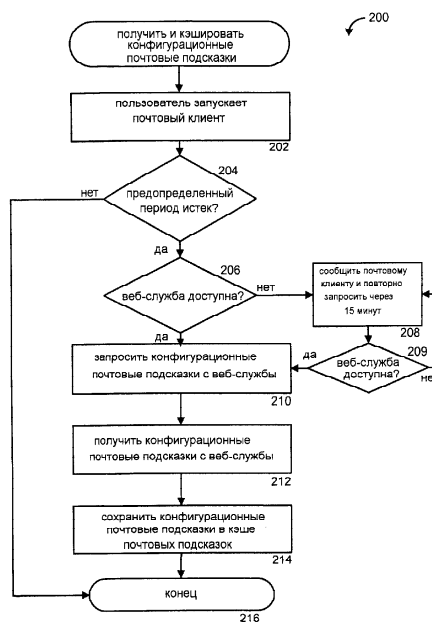 200
получить и кэшировать
конфигурационные
почтовые подсказки
пользователь запускает
почтовый клиент
202
204
нет
предопределенный
период истек?
да
206
веб-служба доступна?
нет
да
сообщить почтовому
клиенту и повторно
запросить через
15 минут
208
209
да
веб-служба
доступна?
не
запросить конфигурационные
почтовые подсказки с веб-службы
210
получить конфигурационные
почтовые подсказки с веб-службы
212
сохранить конфигурационные
почтовые подсказки в кэше
почтовых подсказок
214
конец
216